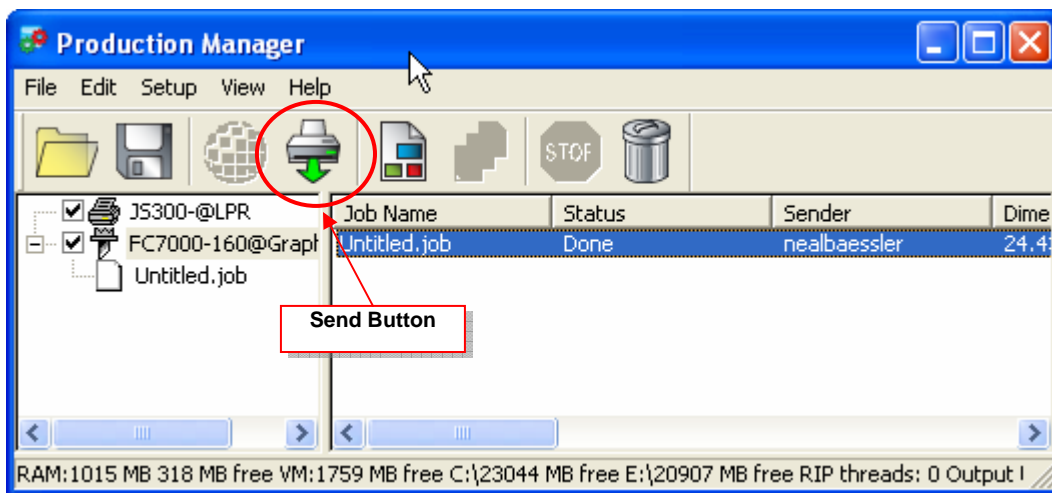 Production Manager
File Edit Setup View Help
STOP
JS300-@LPR
FC7000-160@Graph
Untitled.job
Job Name Status Sender Dime
Untitled.job Done nealbaessler 24.4
Send Button
RAM:1015 MB 318 MB free VM:1759 MB free C:\23044 MB free E:\20907 MB free RIP threads: 0 Output